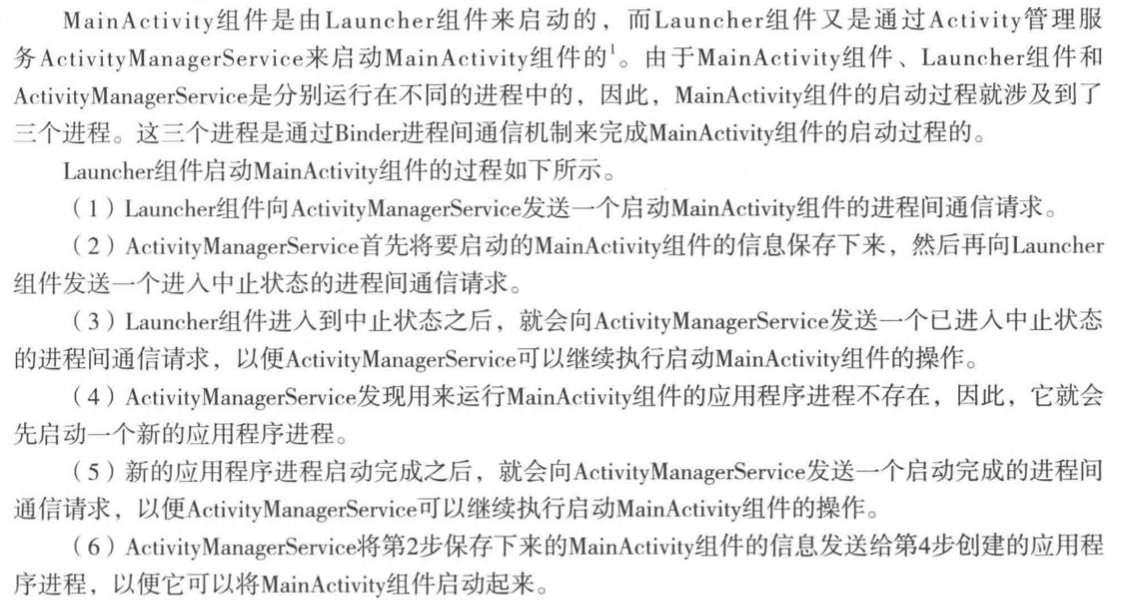 MainActivity组件是由Launcher组件来启动的，而Launcher组件又是通过Activity管理服
务ActivityManagerService来启动MainActivity组件的1。由于MainActivity组件、Launcher组件和
ActivityManagerService是分别运行在不同的进程中的，因此，MainActivity组件的启动过程就涉及到了
三个进程。这三个进程是通过Binder进程间通信机制来完成MainActivity组件的启动过程的。
Launcher组件启动MainActivity组件的过程如下所示。
（1）Launcher组件向ActivityManagerService发送一个启动MainActivity组件的进程间通信请求。
（2）ActivityManagerService首先将要启动的MainActivity组件的信息保存下来，然后再向Launcher
组件发送一个进入中止状态的进程间通信请求。
（3）Launcher组件进入到中止状态之后，就会向ActivityManagerService发送一个已进入中止状态
的进程间通信请求，以便ActivityManagerService可以继续执行启动MainActivity组件的操作。
（4）ActivityManagerService发现用来运行MainActivity组件的应用程序进程不存在，因此，它就会
先启动一个新的应用程序进程。
（5）新的应用程序进程启动完成之后，就会向ActivityManagerService发送一个启动完成的进程间
通信请求，以便ActivityManagerService可以继续执行启动MainActivity组件的操作。
（6）ActivityManagerService将第2步保存下来的MainActivity组件的信息发送给第4步创建的应用程
序进程，以便它可以将MainActivity组件启动起来。